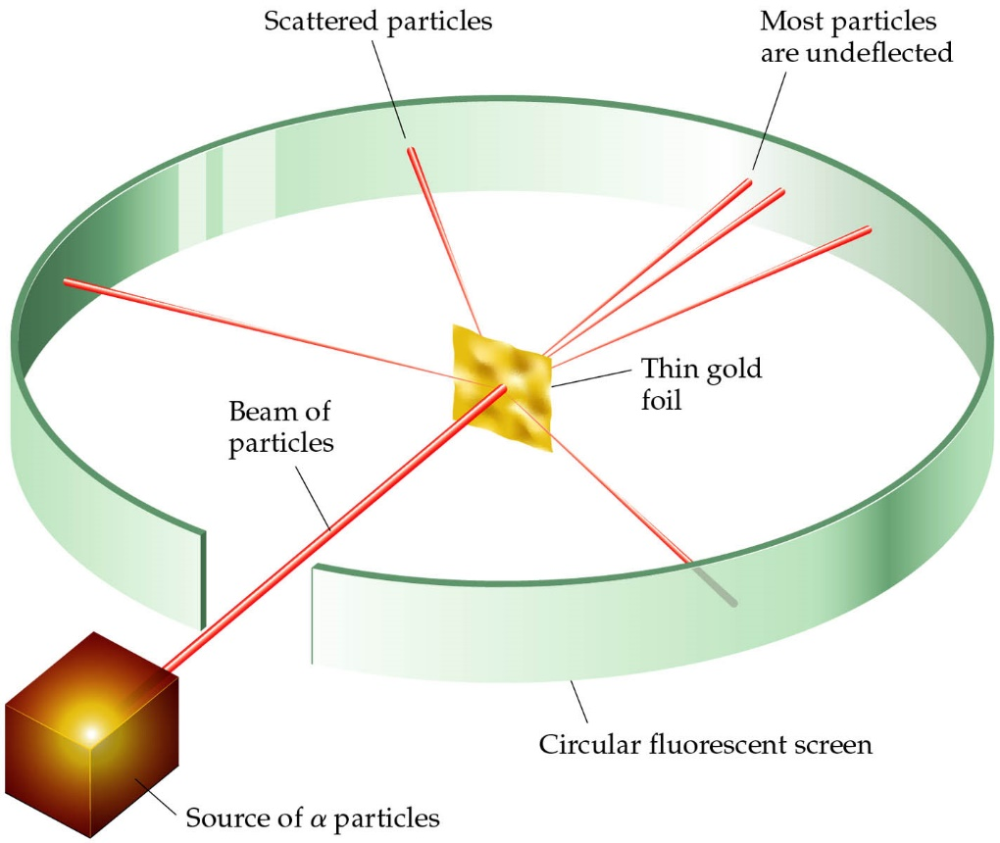 Scattered particles
Most particles
are undeflected
Thin gold
foil
Beam of
particles
Circular fluorescent screen
Source of α particles